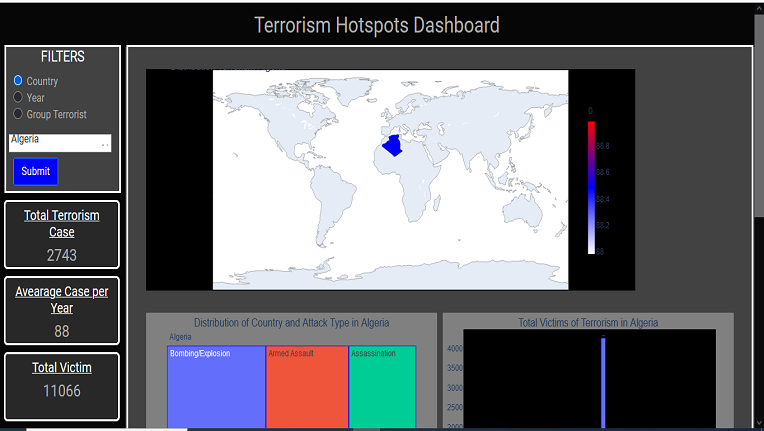 Terrorism Hotspots Dashboard
FILTERS
Country
Year
Group Terrorist
Algeria
Submit
Total Terrorism
Case
2743
Avearage Case per
Year
88
Total Victim
11066
88.8
88.6
88.4
88.2
88
Distribution of Country and Attack Type in Algeria
Algeria
Bombing/Explosion
Armed Assault
Assassination
Total Victims of Terrorism in Algeria
4000
3500
3000
2500
2000